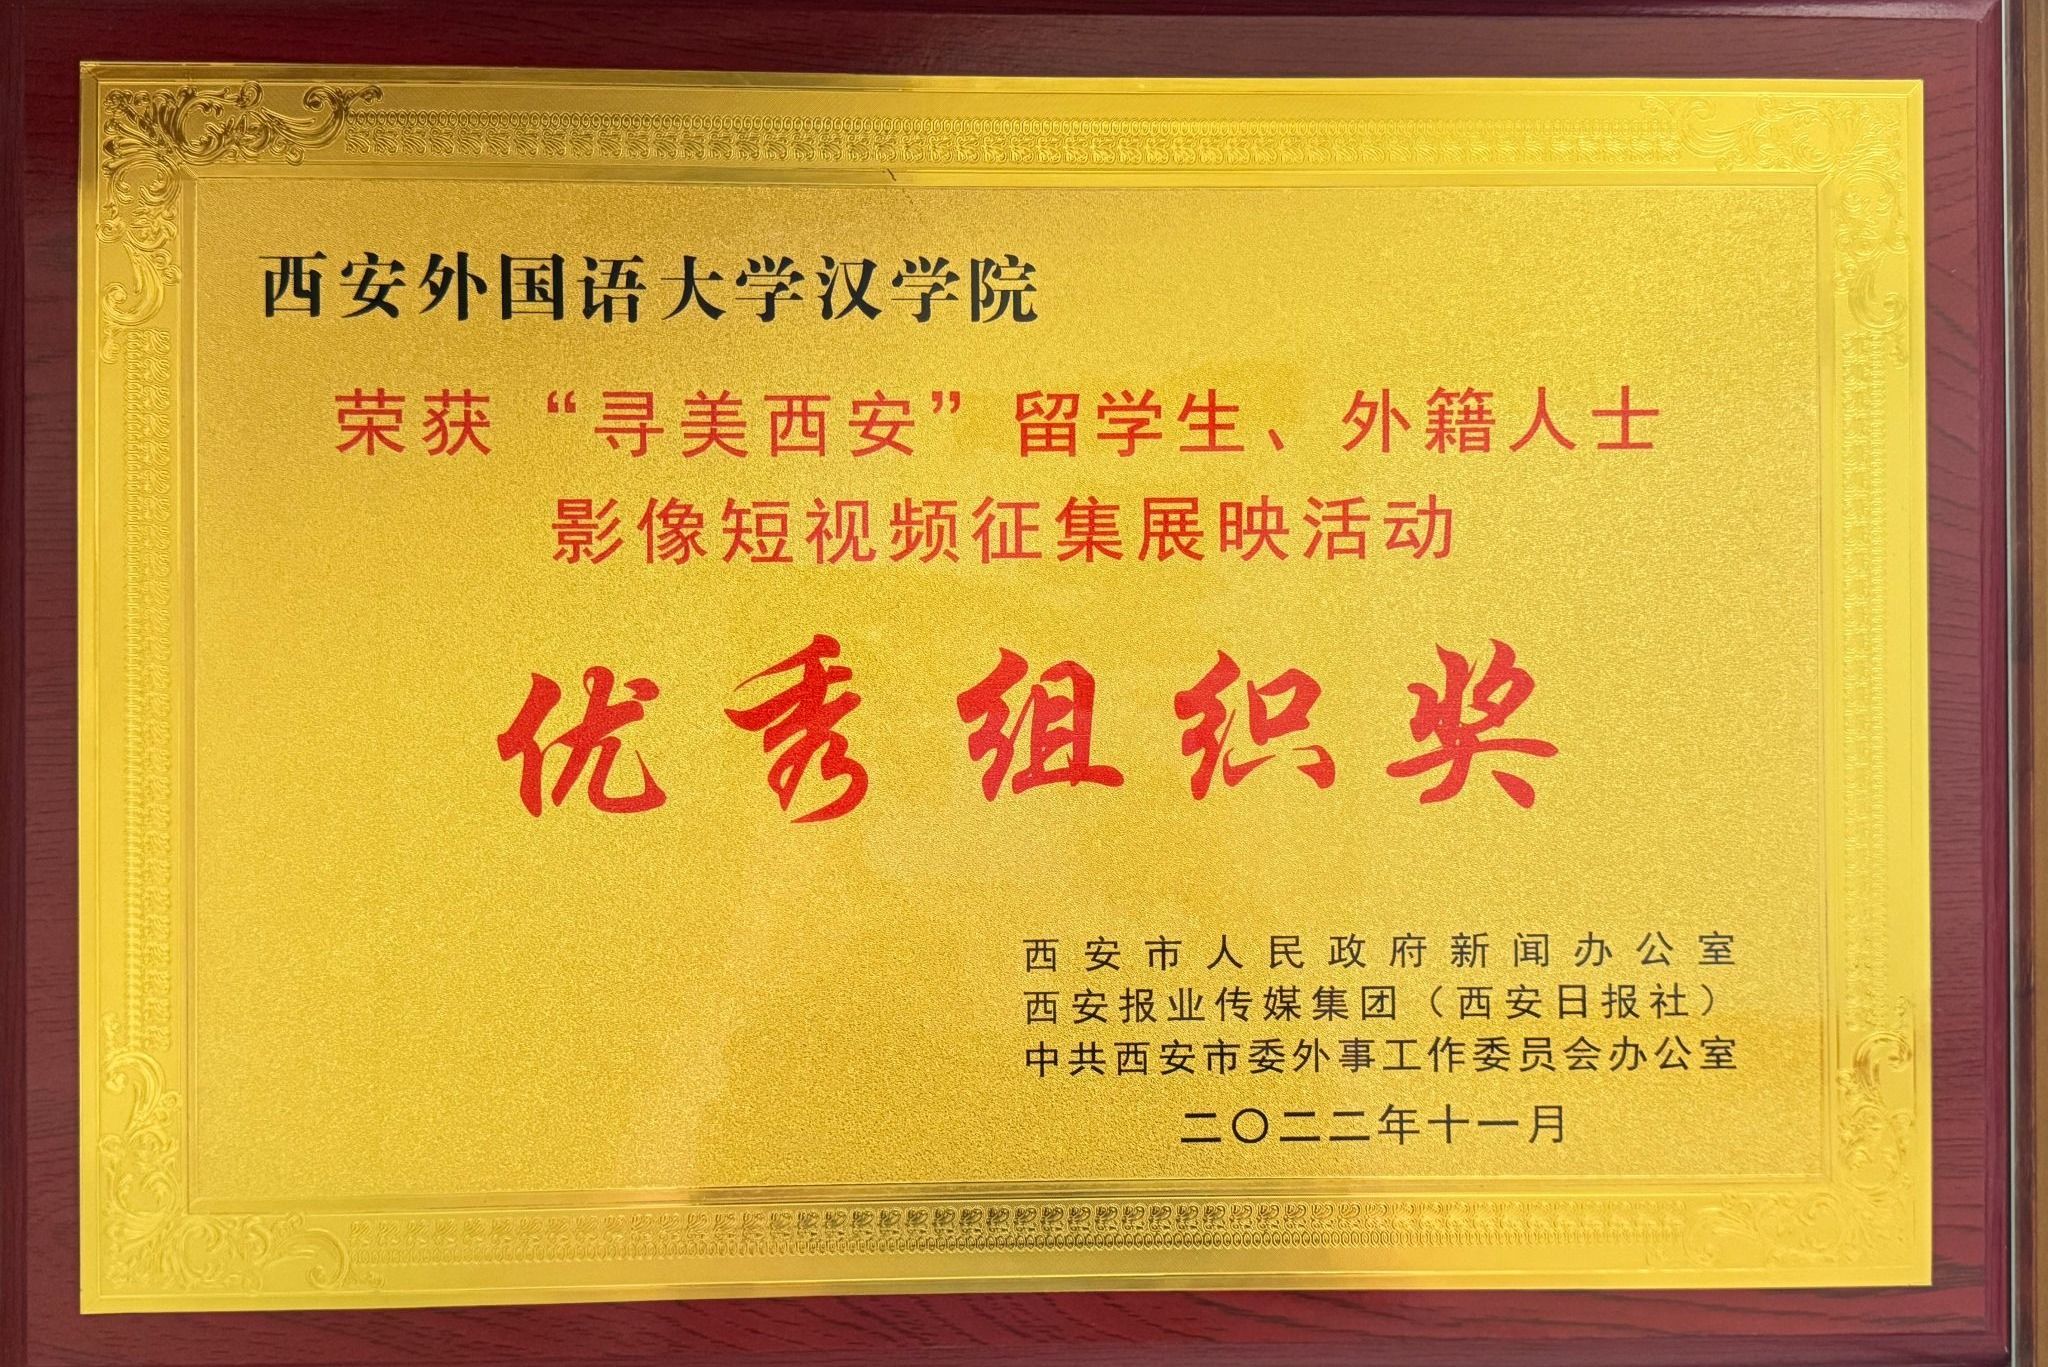 西安外国语大学汉学院
荣获“寻美西安”留学生、外籍人士
影像短视频征集展映活动
优秀组织奖
西安市人民政府新闻办公室
西安报业传媒集团（西安日报社）
中共西安市委外事工作委员会办公室
二〇二二年十一月